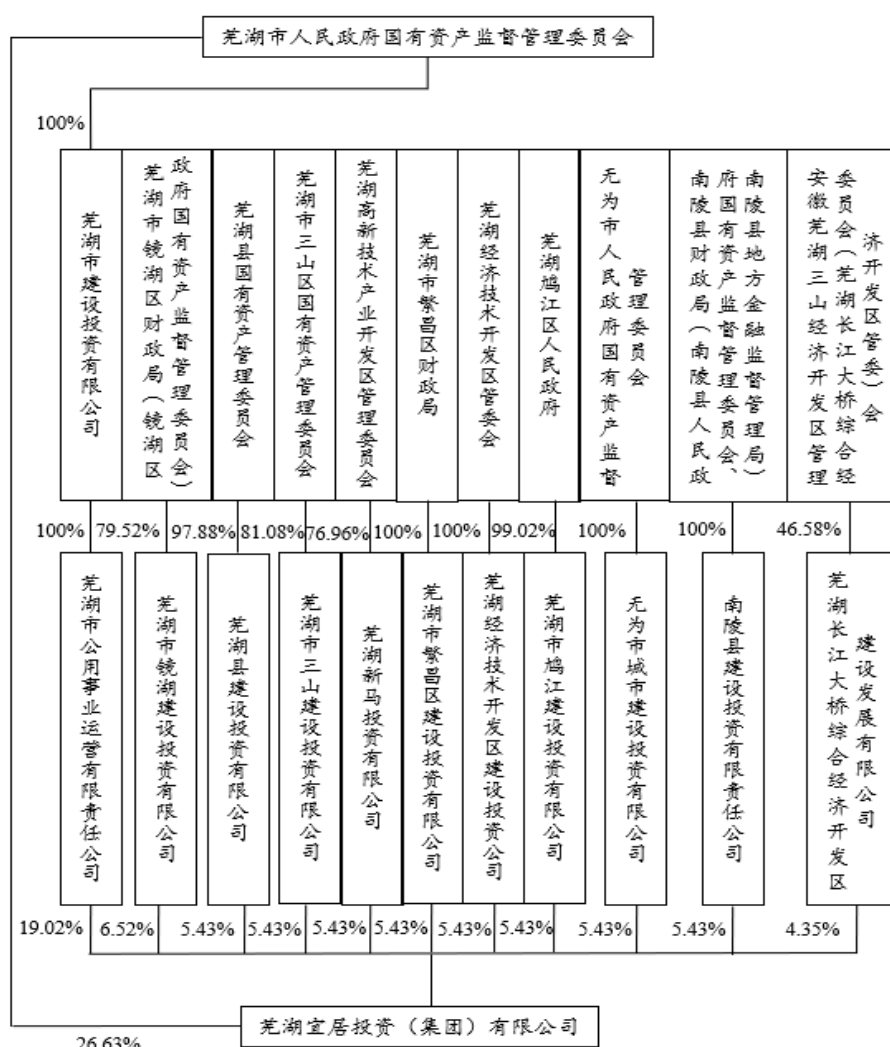 芜湖市人民政府国有资产监督管理委员会
100%
芜湖市建设投资有限公司
芜湖市镜湖区财政局（镜湖区
政府国有资产监督管理委员会）
芜湖县国有资产管理委员会
芜湖市三山区国有资产管理委员会
芜湖高新技术产业开发区管理委员会
芜湖市繁昌区财政局
芜湖经济技术开发区管委会
芜湖鸠江区人民政府
无为市人民政府国有资产监督
管理委员会
南陵县财政局（南陵县人民政
府国有资产监督管理委员会、
南陵县地方金融监督管理局）
安徽芜湖三山经济开发区管理
委员会（芜湖长江大桥综合经
济开发区管委）会
100%
79.52%
97.88%
81.08%
76.96%
100%
100%
99.02%
100%
100%
46.58%
芜湖市公用事业运营有限责任公司
芜湖市镜湖建设投资有限公司
芜湖县建设投资有限公司
芜湖市三山建设投资有限公司
芜湖新马投资有限公司
芜湖市繁昌区建设投资有限公司
芜湖经济技术开发区建设投资公司
芜湖市鸠江建设投资有限公司
无为市城市建设投资有限公司
南陵县建设投资有限责任公司
芜湖长江大桥综合经济开发区
建设发展有限公司
19.02%
6.52%
5.43%
5.43%
5.43%
5.43%
5.43%
5.43%
5.43%
5.43%
4.35%
芜湖宜居投资（集团）有限公司
26.63%